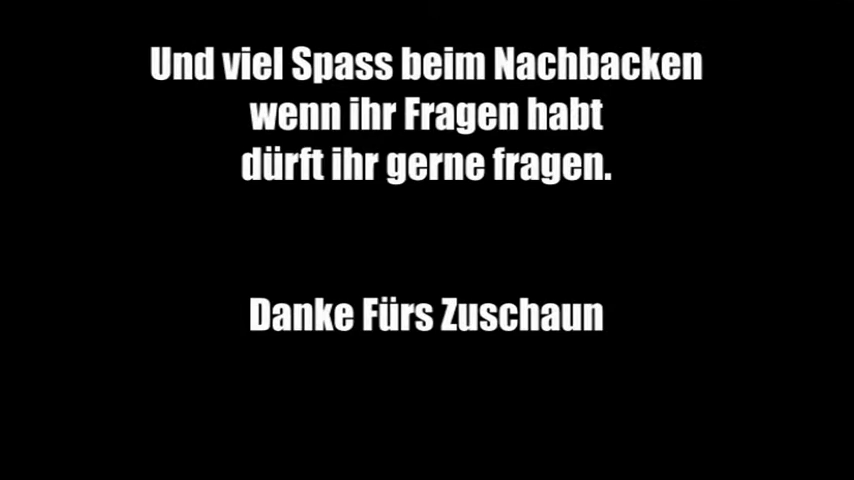 Und viel Spass beim Nachbacken
wenn ihr Fragen habt
dürft ihr gerne fragen.
Danke Fürs Zuschaun